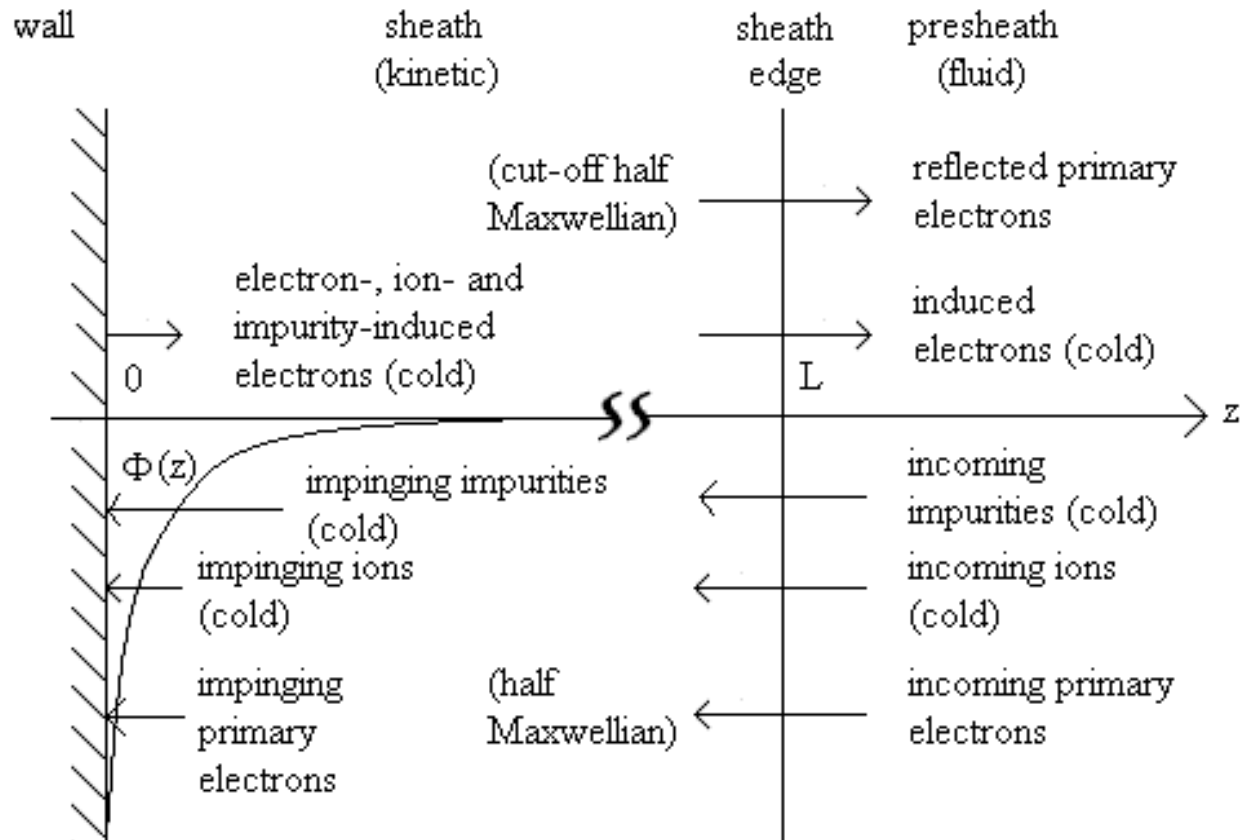 wall
sheath
(kinetic)
sheath
edge
presheath
(fluid)
(cut-off half
Maxwellian)
reflected primary
electrons
electron-, ion- and
impurity-induced
electrons (cold)
induced
electrons (cold)
0
L
z
Φ(z)
impinging impurities
(cold)
incoming
impurities (cold)
impinging ions
(cold)
incoming ions
(cold)
impinging
primary
electrons
(half
Maxwellian)
incoming primary
electrons